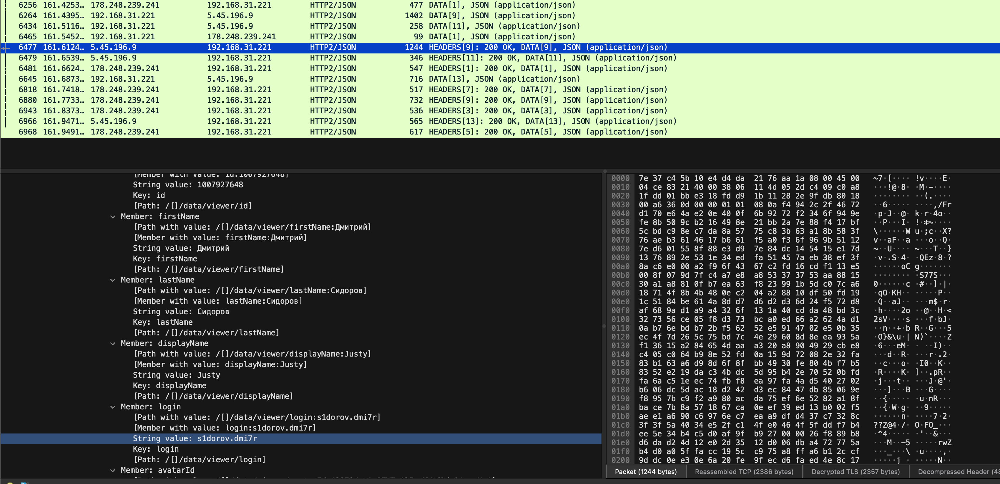 6256 161.4253… 178.248.239.241 192.168.31.221 HTTP2/JSON 477 DATA[1], JSON (application/json)
6264 161.4395… 192.168.31.221 5.45.196.9 HTTP2/JSON 1402 DATA[9], JSON (application/json)
6434 161.5116… 192.168.31.221 5.45.196.9 HTTP2/JSON 258 DATA[11], JSON (application/json)
6465 161.5452… 192.168.31.221 178.248.239.241 HTTP2/JSON 99 DATA[1], JSON (application/json)
6477 161.6124… 5.45.196.9 192.168.31.221 HTTP2/JSON 1244 HEADERS[9]: 200 OK, DATA[9], JSON (application/json)
6479 161.6539… 5.45.196.9 192.168.31.221 HTTP2/JSON 346 HEADERS[11]: 200 OK, DATA[11], JSON (application/json)
6481 161.6624… 178.248.239.241 192.168.31.221 HTTP2/JSON 547 HEADERS[1]: 200 OK, DATA[1], JSON (application/json)
6645 161.6873… 192.168.31.221 5.45.196.9 HTTP2/JSON 716 DATA[13], JSON (application/json)
6818 161.7418… 178.248.239.241 192.168.31.221 HTTP2/JSON 517 HEADERS[7]: 200 OK, DATA[7], JSON (application/json)
6880 161.7733… 178.248.239.241 192.168.31.221 HTTP2/JSON 732 HEADERS[9]: 200 OK, DATA[9], JSON (application/json)
6943 161.8373… 178.248.239.241 192.168.31.221 HTTP2/JSON 536 HEADERS[3]: 200 OK, DATA[3], JSON (application/json)
6966 161.9471… 5.45.196.9 192.168.31.221 HTTP2/JSON 565 HEADERS[13]: 200 OK, DATA[13], JSON (application/json)
6968 161.9491… 178.248.239.241 192.168.31.221 HTTP2/JSON 617 HEADERS[5]: 200 OK, DATA[5], JSON (application/json)
[Member with value: id:1007927648]
String value: 1007927648
Key: id
[Path: /[]/data/viewer/id]
Member: firstName
[Path with value: /[]/data/viewer/firstName:Дмитрий]
[Member with value: firstName:Дмитрий]
String value: Дмитрий
Key: firstName
[Path: /[]/data/viewer/firstName]
Member: lastName
[Path with value: /[]/data/viewer/lastName:Сидоров]
[Member with value: lastName:Сидоров]
String value: Сидоров
Key: lastName
[Path: /[]/data/viewer/lastName]
Member: displayName
[Path with value: /[]/data/viewer/displayName:Justy]
[Member with value: displayName:Justy]
String value: Justy
Key: displayName
[Path: /[]/data/viewer/displayName]
Member: login
[Path with value: /[]/data/viewer/login:s1dorov.dmi7r]
[Member with value: login:s1dorov.dmi7r]
String value: s1dorov.dmi7r
Key: login
[Path: /[]/data/viewer/login]
Member: avatarId
0000 7e 37 c4 5b 10 e4 d4 da 21 76 aa 1a 08 00 45 00 ~7·[···· !v····E·
0010 04 ce 83 21 40 00 38 06 11 4d 05 2d c4 09 c0 a8 ···!@·8· ·M·-····
0020 1f dd 01 bb e3 18 fd d9 1b 11 28 2e 9f db 80 18 ········ ··(.····
0030 00 a6 36 0d 00 00 01 01 08 0a f4 94 2c 2f 46 72 ··6····· ····,/Fr
0040 d1 70 e6 4a e2 0e 40 0f 6b 92 72 f2 34 6f 94 9e ·p·J··@· k·r·4o··
0050 fe 8b 50 9c b2 16 49 8e 21 bb 2a 7e 88 f4 17 bf ··P···I· !·*~····
0060 5c bd c9 8e c7 da 8a 57 75 c8 3b 63 a1 8b 58 3f \······W u·;c··X?
0070 76 ae b3 61 46 17 b6 61 f5 a0 f3 6f 96 9b 51 12 v··aF··a ···o··Q·
0080 7e d6 01 55 8f 88 e3 d9 7e 84 dc 14 54 15 e1 7d ~··U···· ~···T··}
0090 13 76 89 2e 53 1e 34 ed fa 51 45 7a eb 38 ef 3f ·v·.S·4· ·QEz·8·?
00a0 8a c6 e0 00 a2 f9 6f 43 67 c2 fd 16 cd f1 13 e5 ······oC g·······
00b0 00 8f 07 9d 7f c4 a7 e8 a8 53 37 37 53 aa 88 15 ········ ·S77S···
00c0 30 a1 a8 81 0f b7 ea 63 f8 23 99 1b 5d c0 7c a6 0······c ·#··]·|·
00d0 18 71 4f 8b 4b 48 0e c2 04 a2 88 10 df 50 fd 19 ·qO·KH·· ·····P··
00e0 1c 51 84 be 61 4a 8d d7 d6 d2 d3 6d 24 f5 72 d8 ·Q··aJ·· ···m$·r·
00f0 af 68 9a d1 a9 a4 32 6f 13 1a 40 cd da 48 bd 3c ·h····2o ··@··H·<
0100 32 73 56 ce 05 f8 d3 73 bc a0 ed 66 a2 62 4a d1 2sV····s ···f·bJ·
0110 0a b7 6e bd b7 2b f5 62 52 e5 91 47 02 e5 0b 35 ··n··+·b R··G···5
0120 ec 4f 7d 26 5c 75 bd 7c 4e 29 60 8d 8e ea 93 5a ·O}&\u·| N)`····Z
0130 f1 36 15 a2 84 65 4d aa a3 20 a8 90 49 29 cb e8 ·6···eM· · ··I)··
0140 c4 05 c0 64 b9 8e 52 fd 0a 15 9d 72 08 2e 32 fa ···d··R· ···r·.2·
0150 83 b1 63 a6 d9 8d 6f 8f bb 49 30 fe 80 4b f7 b5 ··c···o· ·I0··K··
0160 83 52 e2 19 da c3 4b dc 5d 95 b4 2e 70 52 0b fd ·R····K· ]··.pR··
0170 fa 6a c5 1e ec 74 fb f8 ea 97 fa 4a d5 40 27 02 ·j···t·· ···J·@'·
0180 b6 06 dc 5d ac 18 d2 42 d3 ec 84 47 db 85 06 9e ···]···B ···G····
0190 f8 95 7b c9 f2 a9 80 ac da 75 ef 6e 52 82 a1 8f ··{····· ·u·nR···
01a0 ba ce 7b 8a 57 18 67 ca 0e ef 39 ed 13 b0 02 f5 ··{·W·g· ··9·····
01b0 ae e1 a6 90 c6 97 6e c7 ea a9 df d4 37 c7 32 8c ······n· ····7·2·
01c0 3f 3f 5a 40 34 e5 2f c1 4f e0 46 4f 5f dd f7 b4 ??Z@4·/· O·FO_···
01d0 ee 5e 34 b4 c5 d0 af 9f b9 27 00 00 26 f8 89 b8 ·^4····· ·'··&···
01e0 d6 da d2 4d 12 e0 2d 35 12 d0 06 db a4 72 77 5a ···M··-5 ·····rwZ
01f0 b4 d0 a0 5f fa cc 19 5c c9 75 a8 ff a6 b1 2c cf ···_···\ ·u····,·
0200 9d dc 0e e3 0e 6a 20 fe 9f ec d6 fa ed 4e 8c 17 ·····j · ·····N··
Packet (1244 bytes) Reassembled TCP (2386 bytes) Decrypted TLS (2357 bytes) Decompressed Header (48